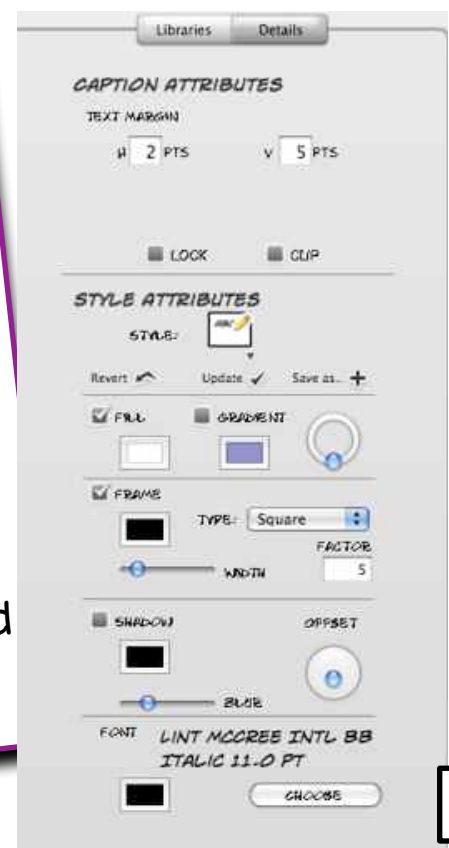 Libraries Details
CAPTION ATTRIBUTES
TEXT MARGIN
H 2 PTS V 5 PTS
LOCK CLIP
STYLE ATTRIBUTES
STYLE:
Revert Update Save as...
FILL GRADIENT
FRAME
TYPE: Square
FACTOR
WIDTH 5
d
SHADOW OFFSET
BLUR
FONT LINT MCCREE INTL BB
ITALIC 11.0 PT
CHOOSE